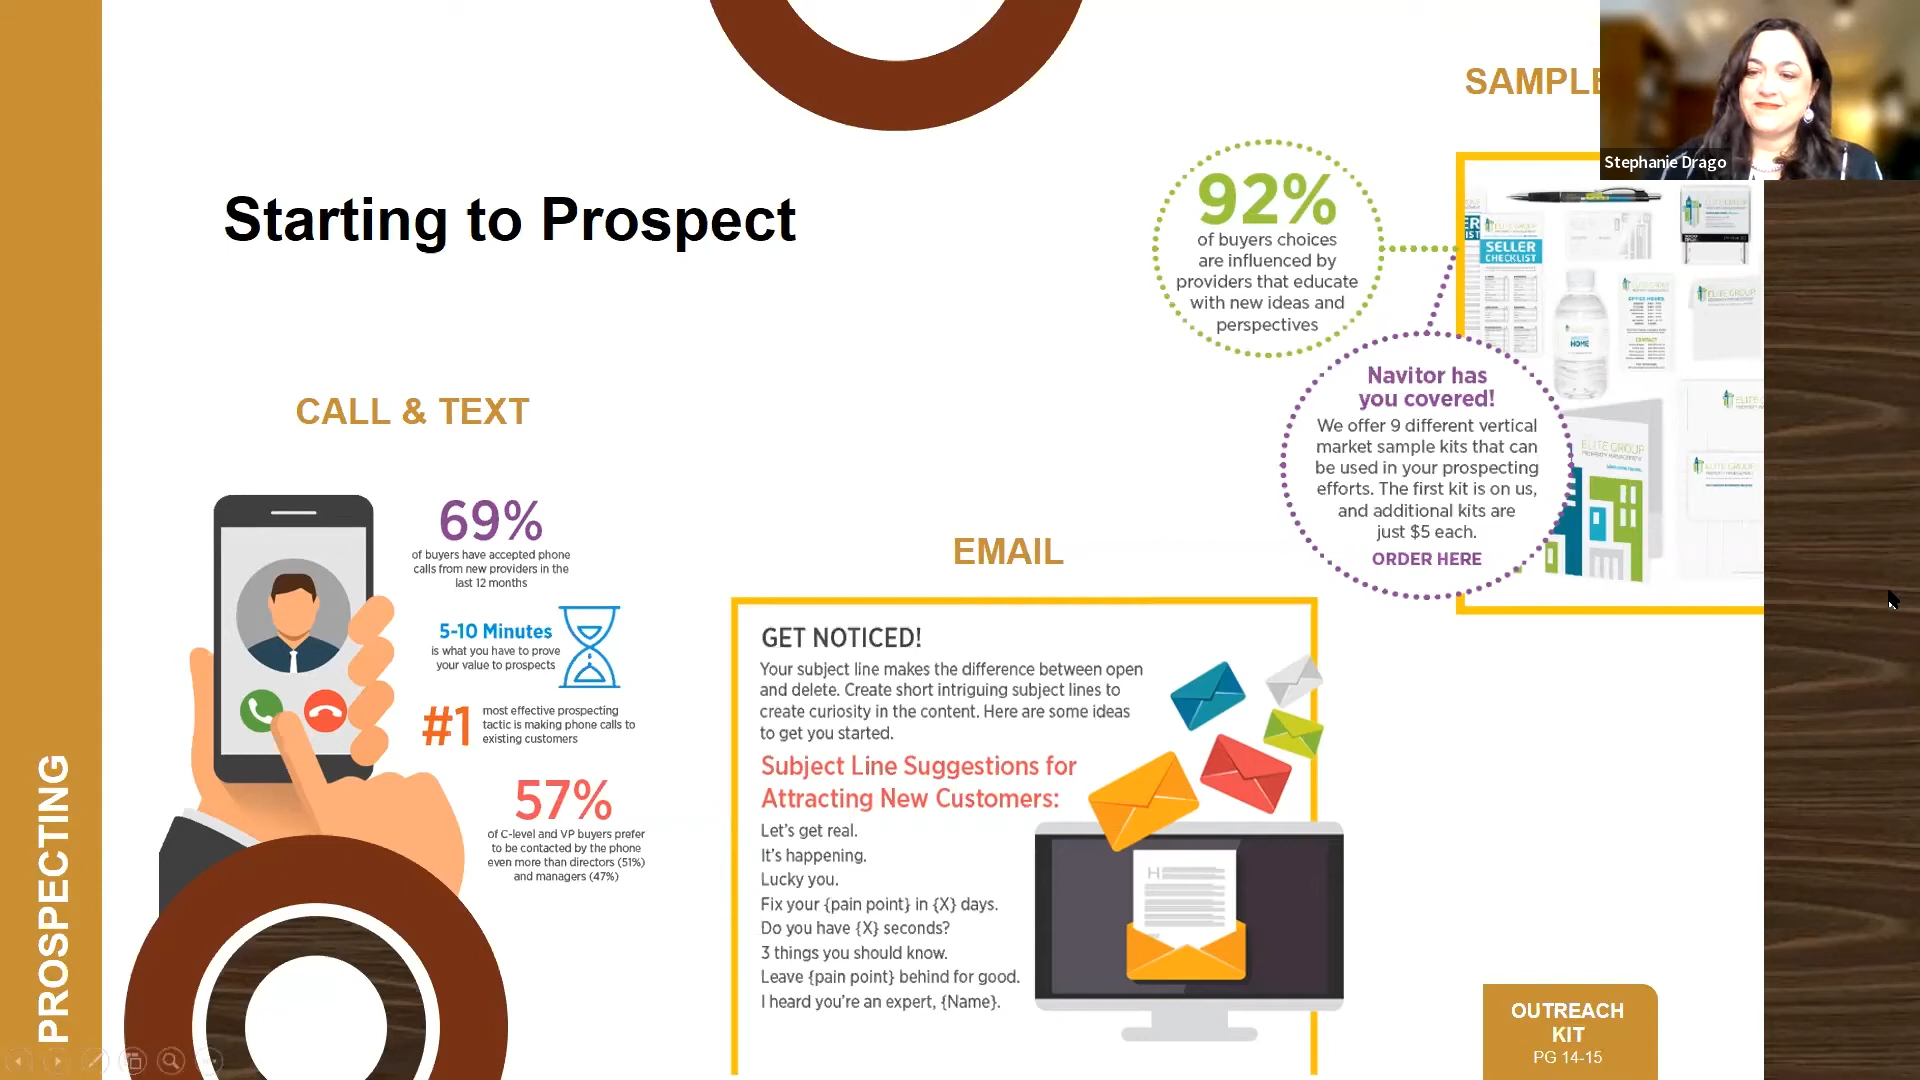 SAMPLE
Stephanie Drago
Starting to Prospect
92%
of buyers choices
are influenced by
providers that educate
with new ideas and
perspectives
SELLER
CHECKLIST
HOME
ELITE GROUP
Navitor has
you covered!
We offer 9 different vertical
market sample kits that can
be used in your prospecting
efforts. The first kit is on us,
and additional kits are
just $5 each.
ORDER HERE
CALL & TEXT
69%
of buyers have accepted phone
calls from new providers in the
last 12 months
5-10 Minutes
is what you have to prove
your value to prospects
#1
most effective prospecting
tactic is making phone calls to
existing customers
57%
of C-level and VP buyers prefer
to be contacted by the phone
even more than directors (51%)
and managers (47%)
EMAIL
GET NOTICED!
Your subject line makes the difference between open
and delete. Create short intriguing subject lines to
create curiosity in the content. Here are some ideas
to get you started.
Subject Line Suggestions for
Attracting New Customers:
Let's get real.
It's happening.
Lucky you.
Fix your {pain point} in {X} days.
Do you have {X} seconds?
3 things you should know.
Leave {pain point} behind for good.
I heard you're an expert, {Name}.
PROSPECTING
OUTREACH
KIT
PG 14-15